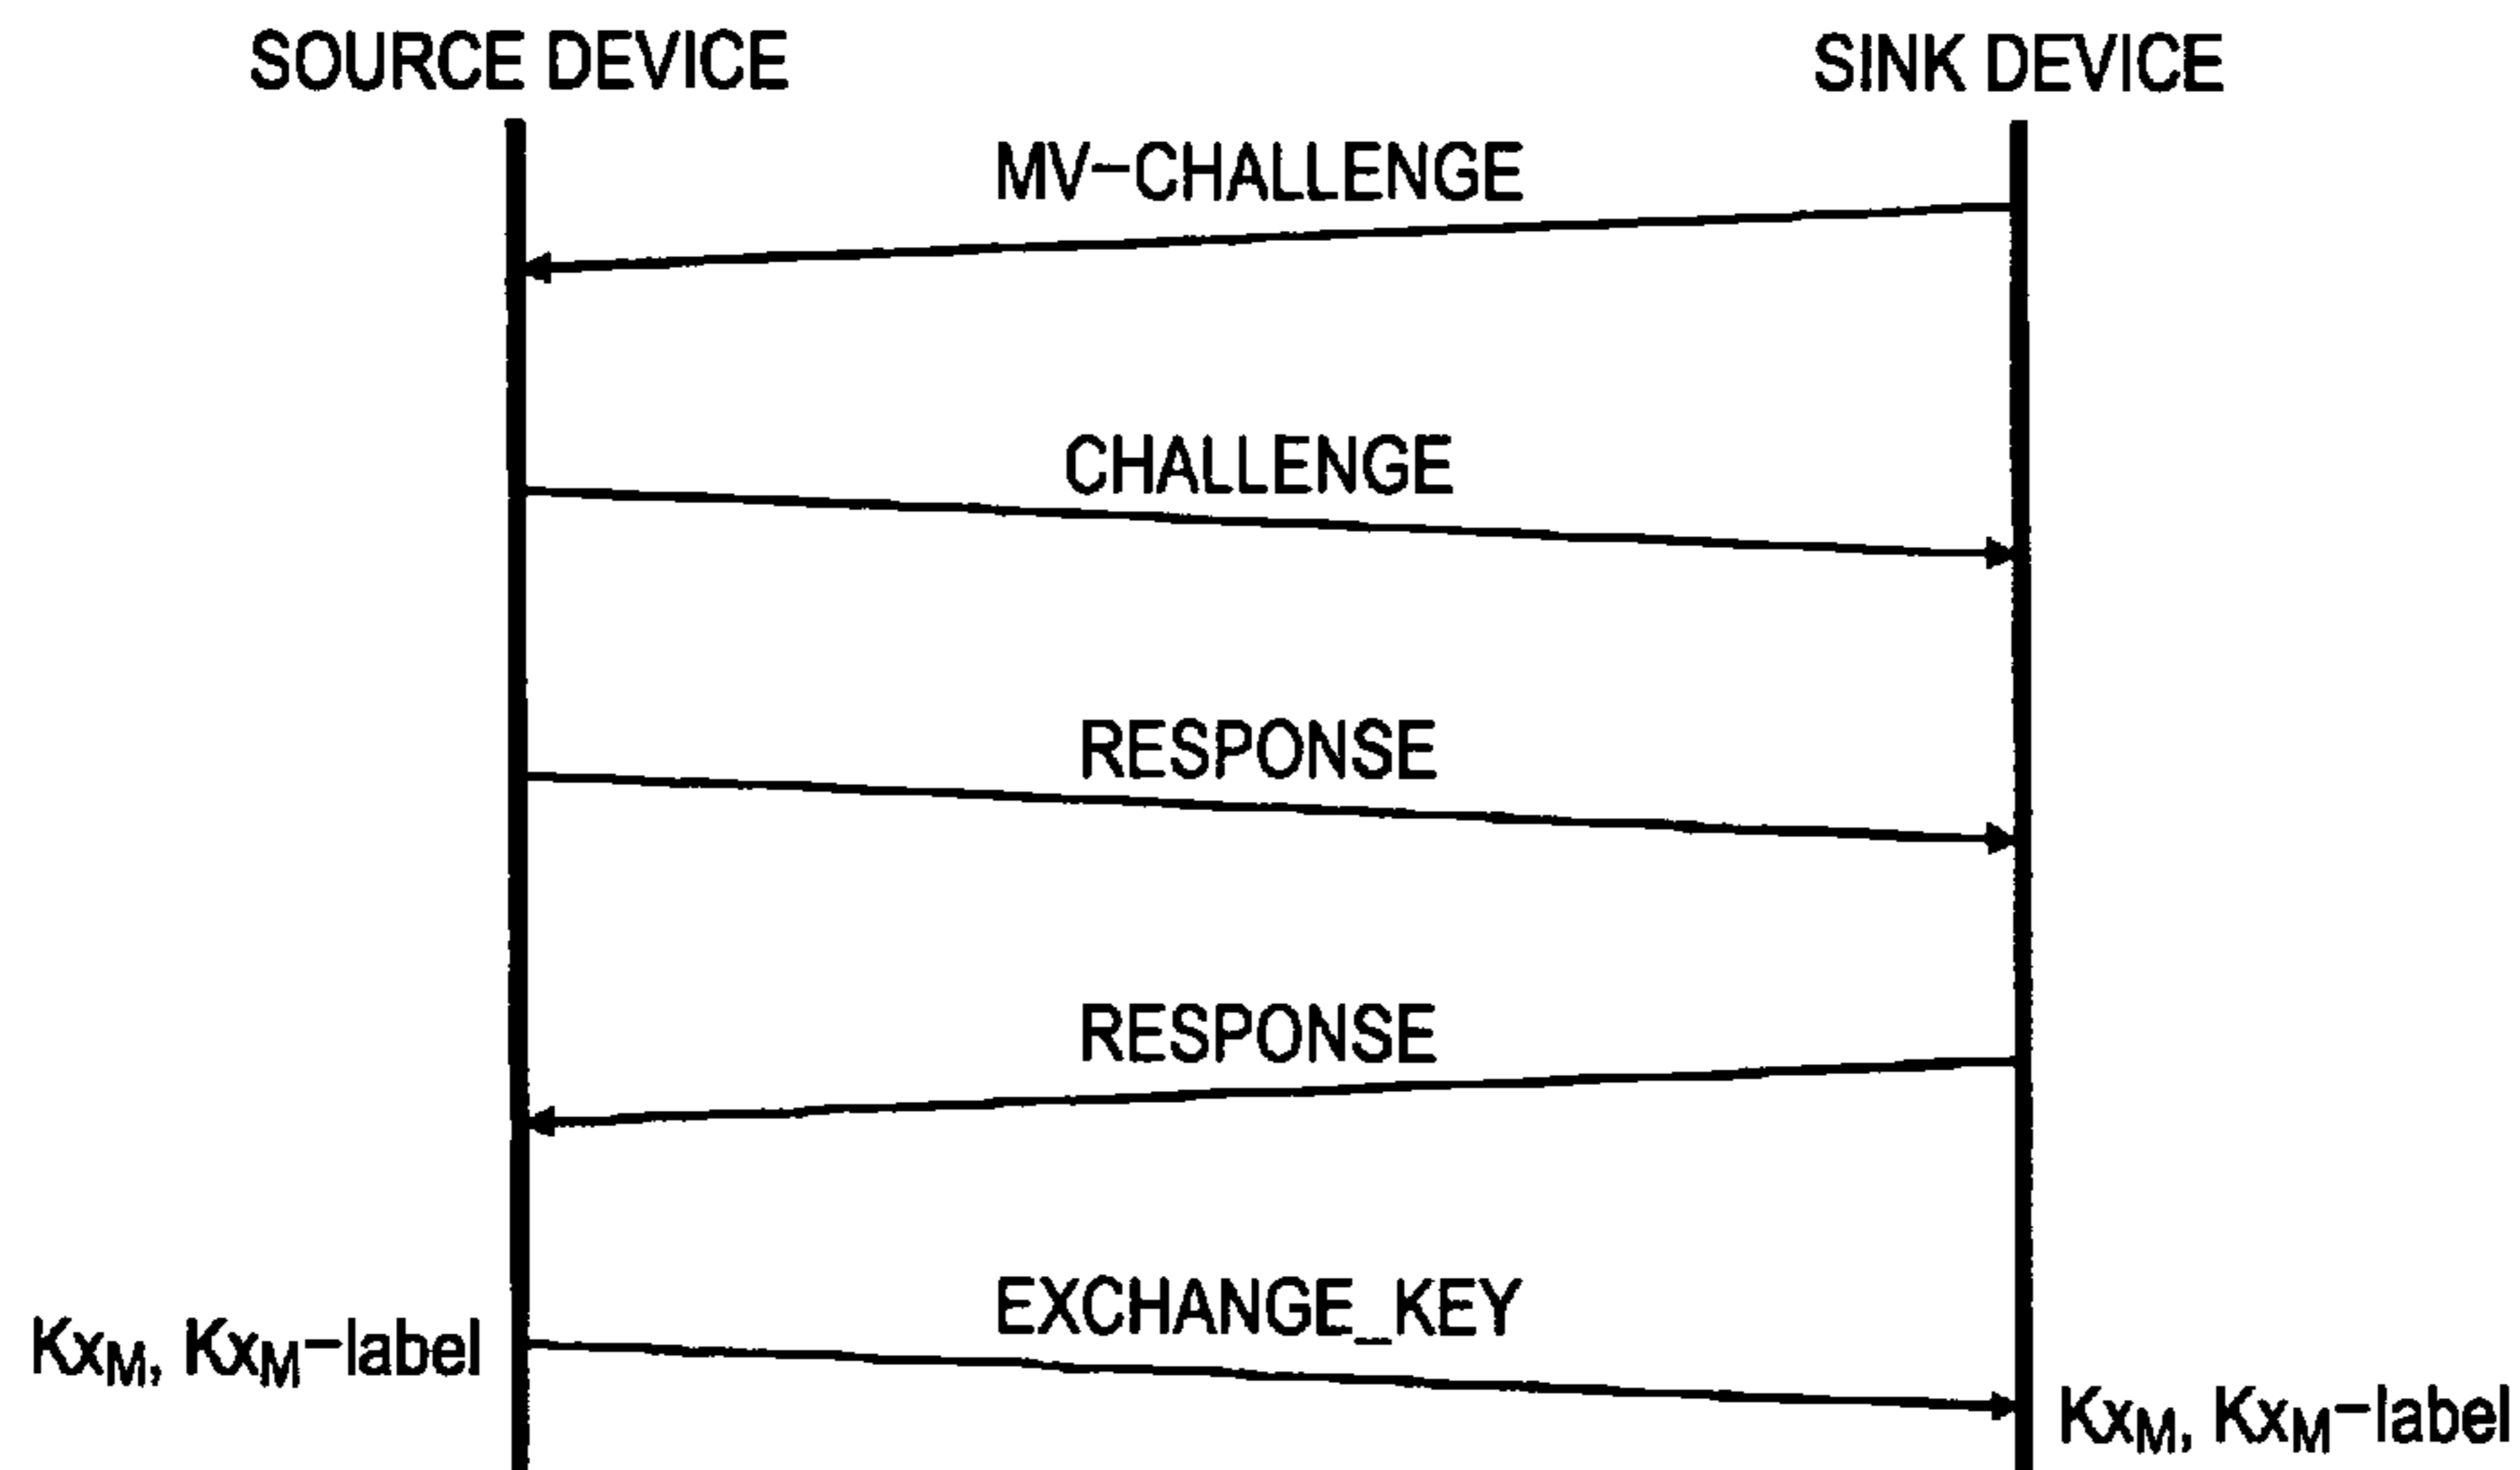 SOURCE DEVICE
SINK DEVICE
MV-CHALLENGE
CHALLENGE
RESPONSE
RESPONSE
EXCHANGE_KEY
KxM, KxM-label
KxM, KxM-label